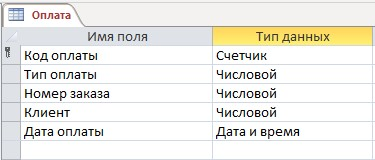 Оплата
Имя поля Тип данных
Код оплаты Счетчик
Тип оплаты Числовой
Номер заказа Числовой
Клиент Числовой
Дата оплаты Дата и время